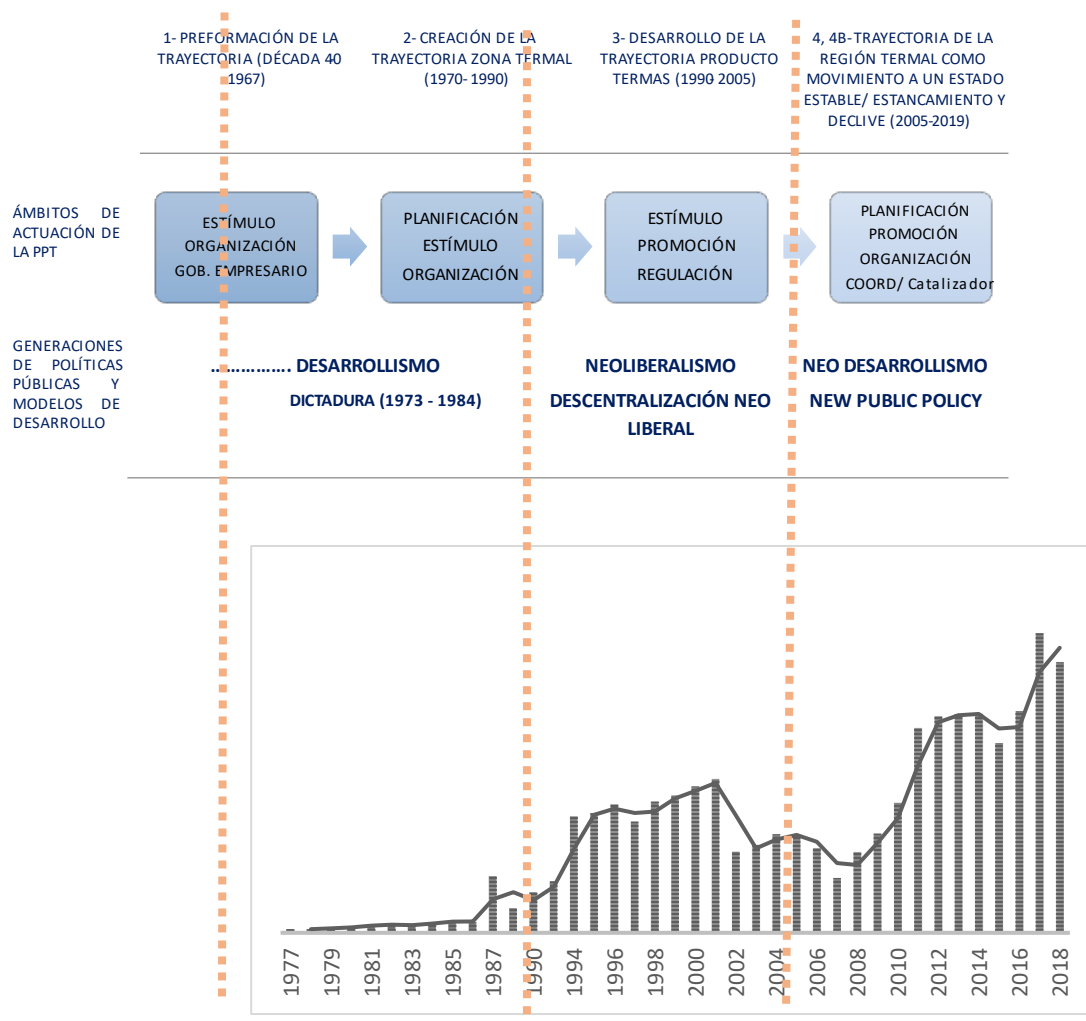 1- PREFORMACIÓN DE LA
TRAYECTORIA (DÉCADA 40
1967)
2- CREACIÓN DE LA
TRAYECTORIA ZONA TERMAL
(1970- 1990)
3- DESARROLLO DE LA
TRAYECTORIA PRODUCTO
TERMAS (1990 2005)
4, 4B-TRAYECTORIA DE LA
REGIÓN TERMAL COMO
MOVIMIENTO A UN ESTADO
ESTABLE/ ESTANCAMIENTO Y
DECLIVE (2005-2019)
ÁMBITOS DE
ACTUACIÓN DE
LA PPT
ESTÍMULO
ORGANIZACIÓN
GOB. EMPRESARIO
PLANIFICACIÓN
ESTÍMULO
ORGANIZACIÓN
ESTÍMULO
PROMOCIÓN
REGULACIÓN
PLANIFICACIÓN
PROMOCIÓN
ORGANIZACIÓN
COORD/ Catalizador
GENERACIONES
DE POLÍTICAS
PÚBLICAS Y
MODELOS DE
DESARROLLO
................ DESARROLLISMO
DICTADURA (1973 - 1984)
NEOLIBERALISMO
DESCENTRALIZACIÓN NEO
LIBERAL
NEO DESARROLLISMO
NEW PUBLIC POLICY
1977
1979
1981
1983
1985
1987
1990
1994
1996
1998
2000
2002
2004
2006
2008
2010
2012
2014
2016
2018